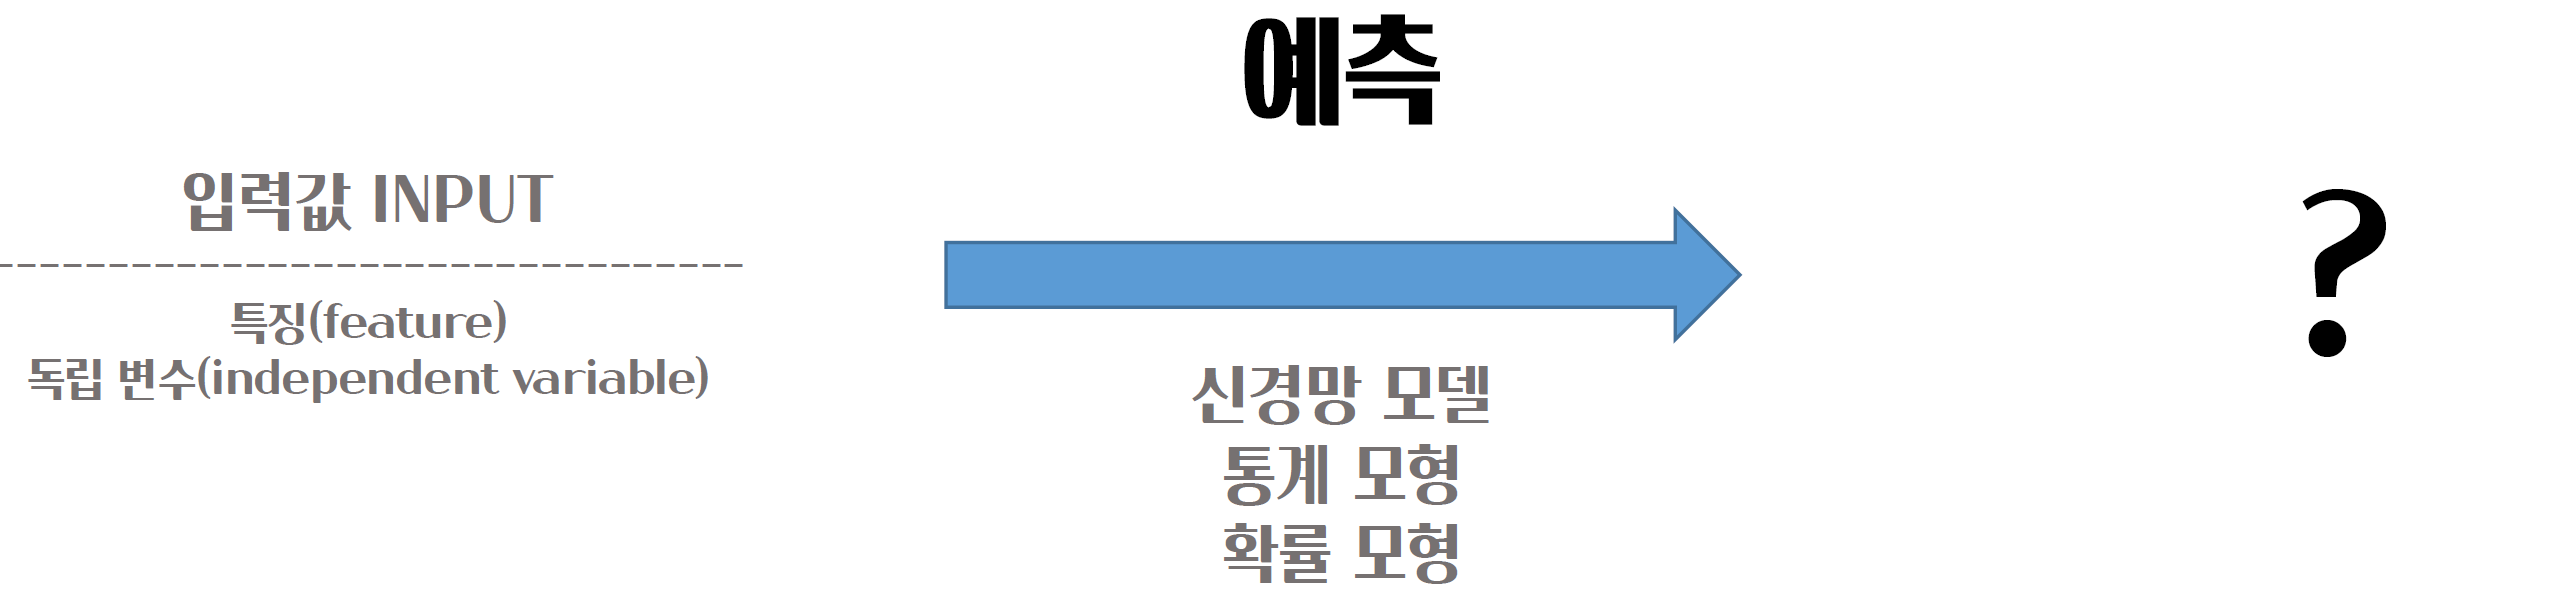 예측
입력값 INPUT
--------------------------------
특징(feature)
독립 변수(independent variable)
?
신경망 모델
통계 모형
확률 모형